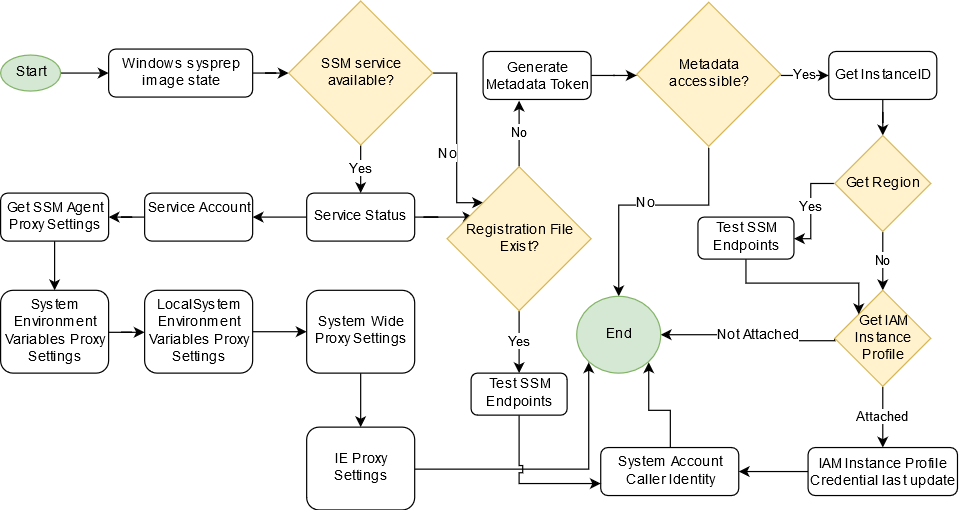 Start
Windows sysprep
image state
SSM service
available?
No
Yes
Generate
Metadata Token
No
Metadata
accessible?
Yes
Get InstanceID
Get Region
Yes
No
Test SSM
Endpoints
No
Get SSM Agent
Proxy Settings
Service Account
Service Status
Registration File
Exist?
System
Environment
Variables Proxy
Settings
LocalSystem
Environment
Variables Proxy
Settings
System Wide
Proxy Settings
Yes
End
Not Attached
Get IAM
Instance
Profile
Test SSM
Endpoints
Attached
IE Proxy
Settings
System Account
Caller Identity
IAM Instance Profile
Credential last update